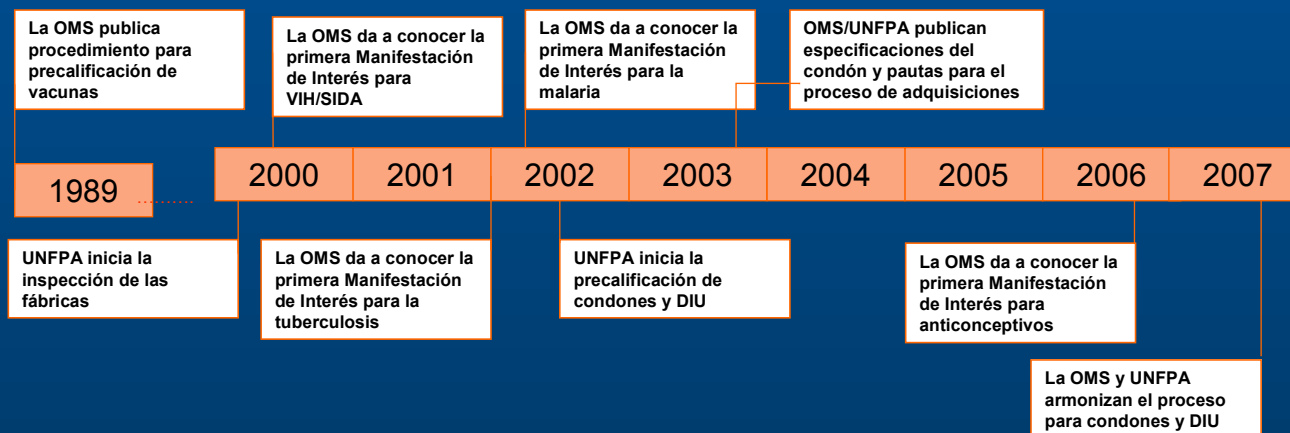 La OMS publica
procedimiento para
precalificación de
vacunas
La OMS da a conocer la
primera Manifestación
de Interés para
VIH/SIDA
La OMS da a conocer la
primera Manifestación
de Interés para la
malaria
OMS/UNFPA publican
especificaciones del
condón y pautas para el
proceso de adquisiciones
1989
2000
2001
2002
2003
2004
2005
2006
2007
UNFPA inicia la
inspección de las
fábricas
La OMS da a conocer la
primera Manifestación
de Interés para la
tuberculosis
UNFPA inicia la
precalificación de
condones y DIU
La OMS da a conocer la
primera Manifestación
de Interés para
anticonceptivos
La OMS y UNFPA
armonizan el proceso
para condones y DIU